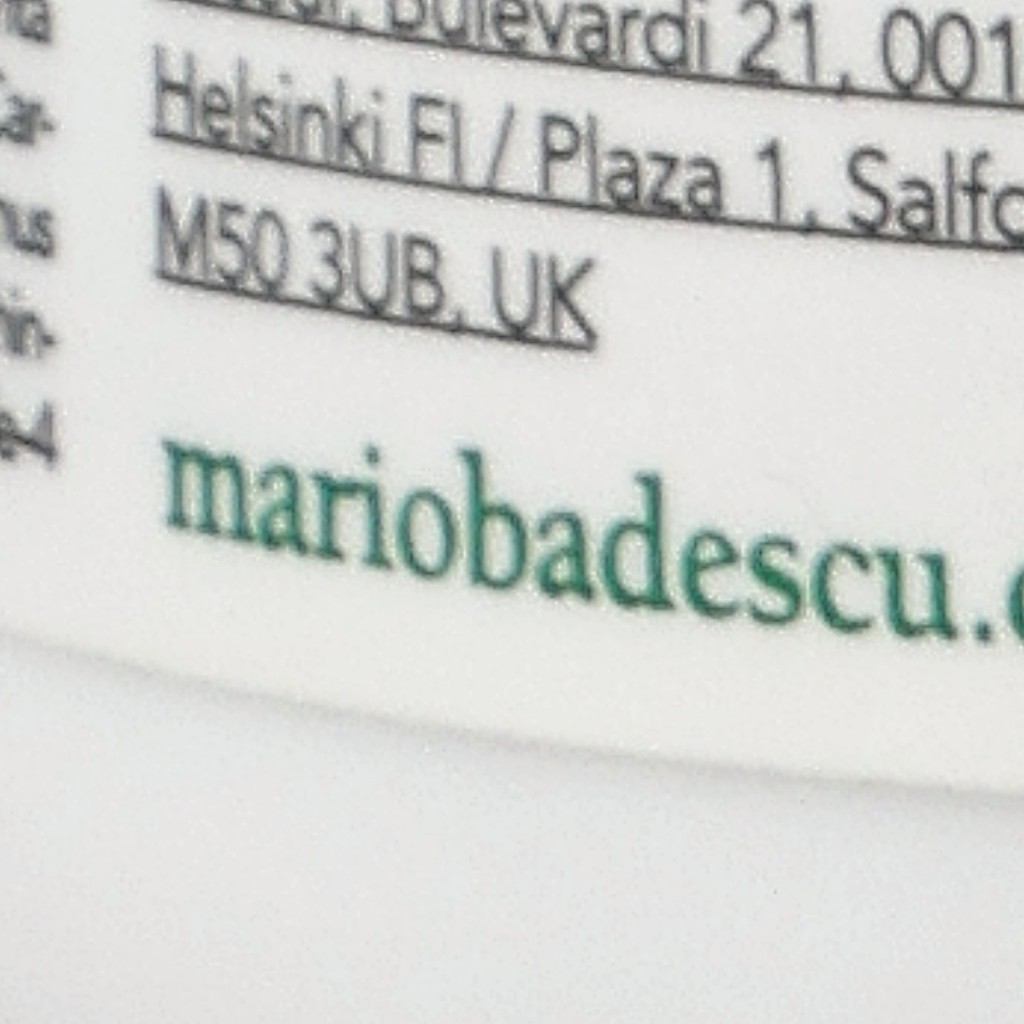 Bulevardi 21, 001
Helsinki FI / Plaza 1, Salfo
M50 3UB, UK
mariobadescu.